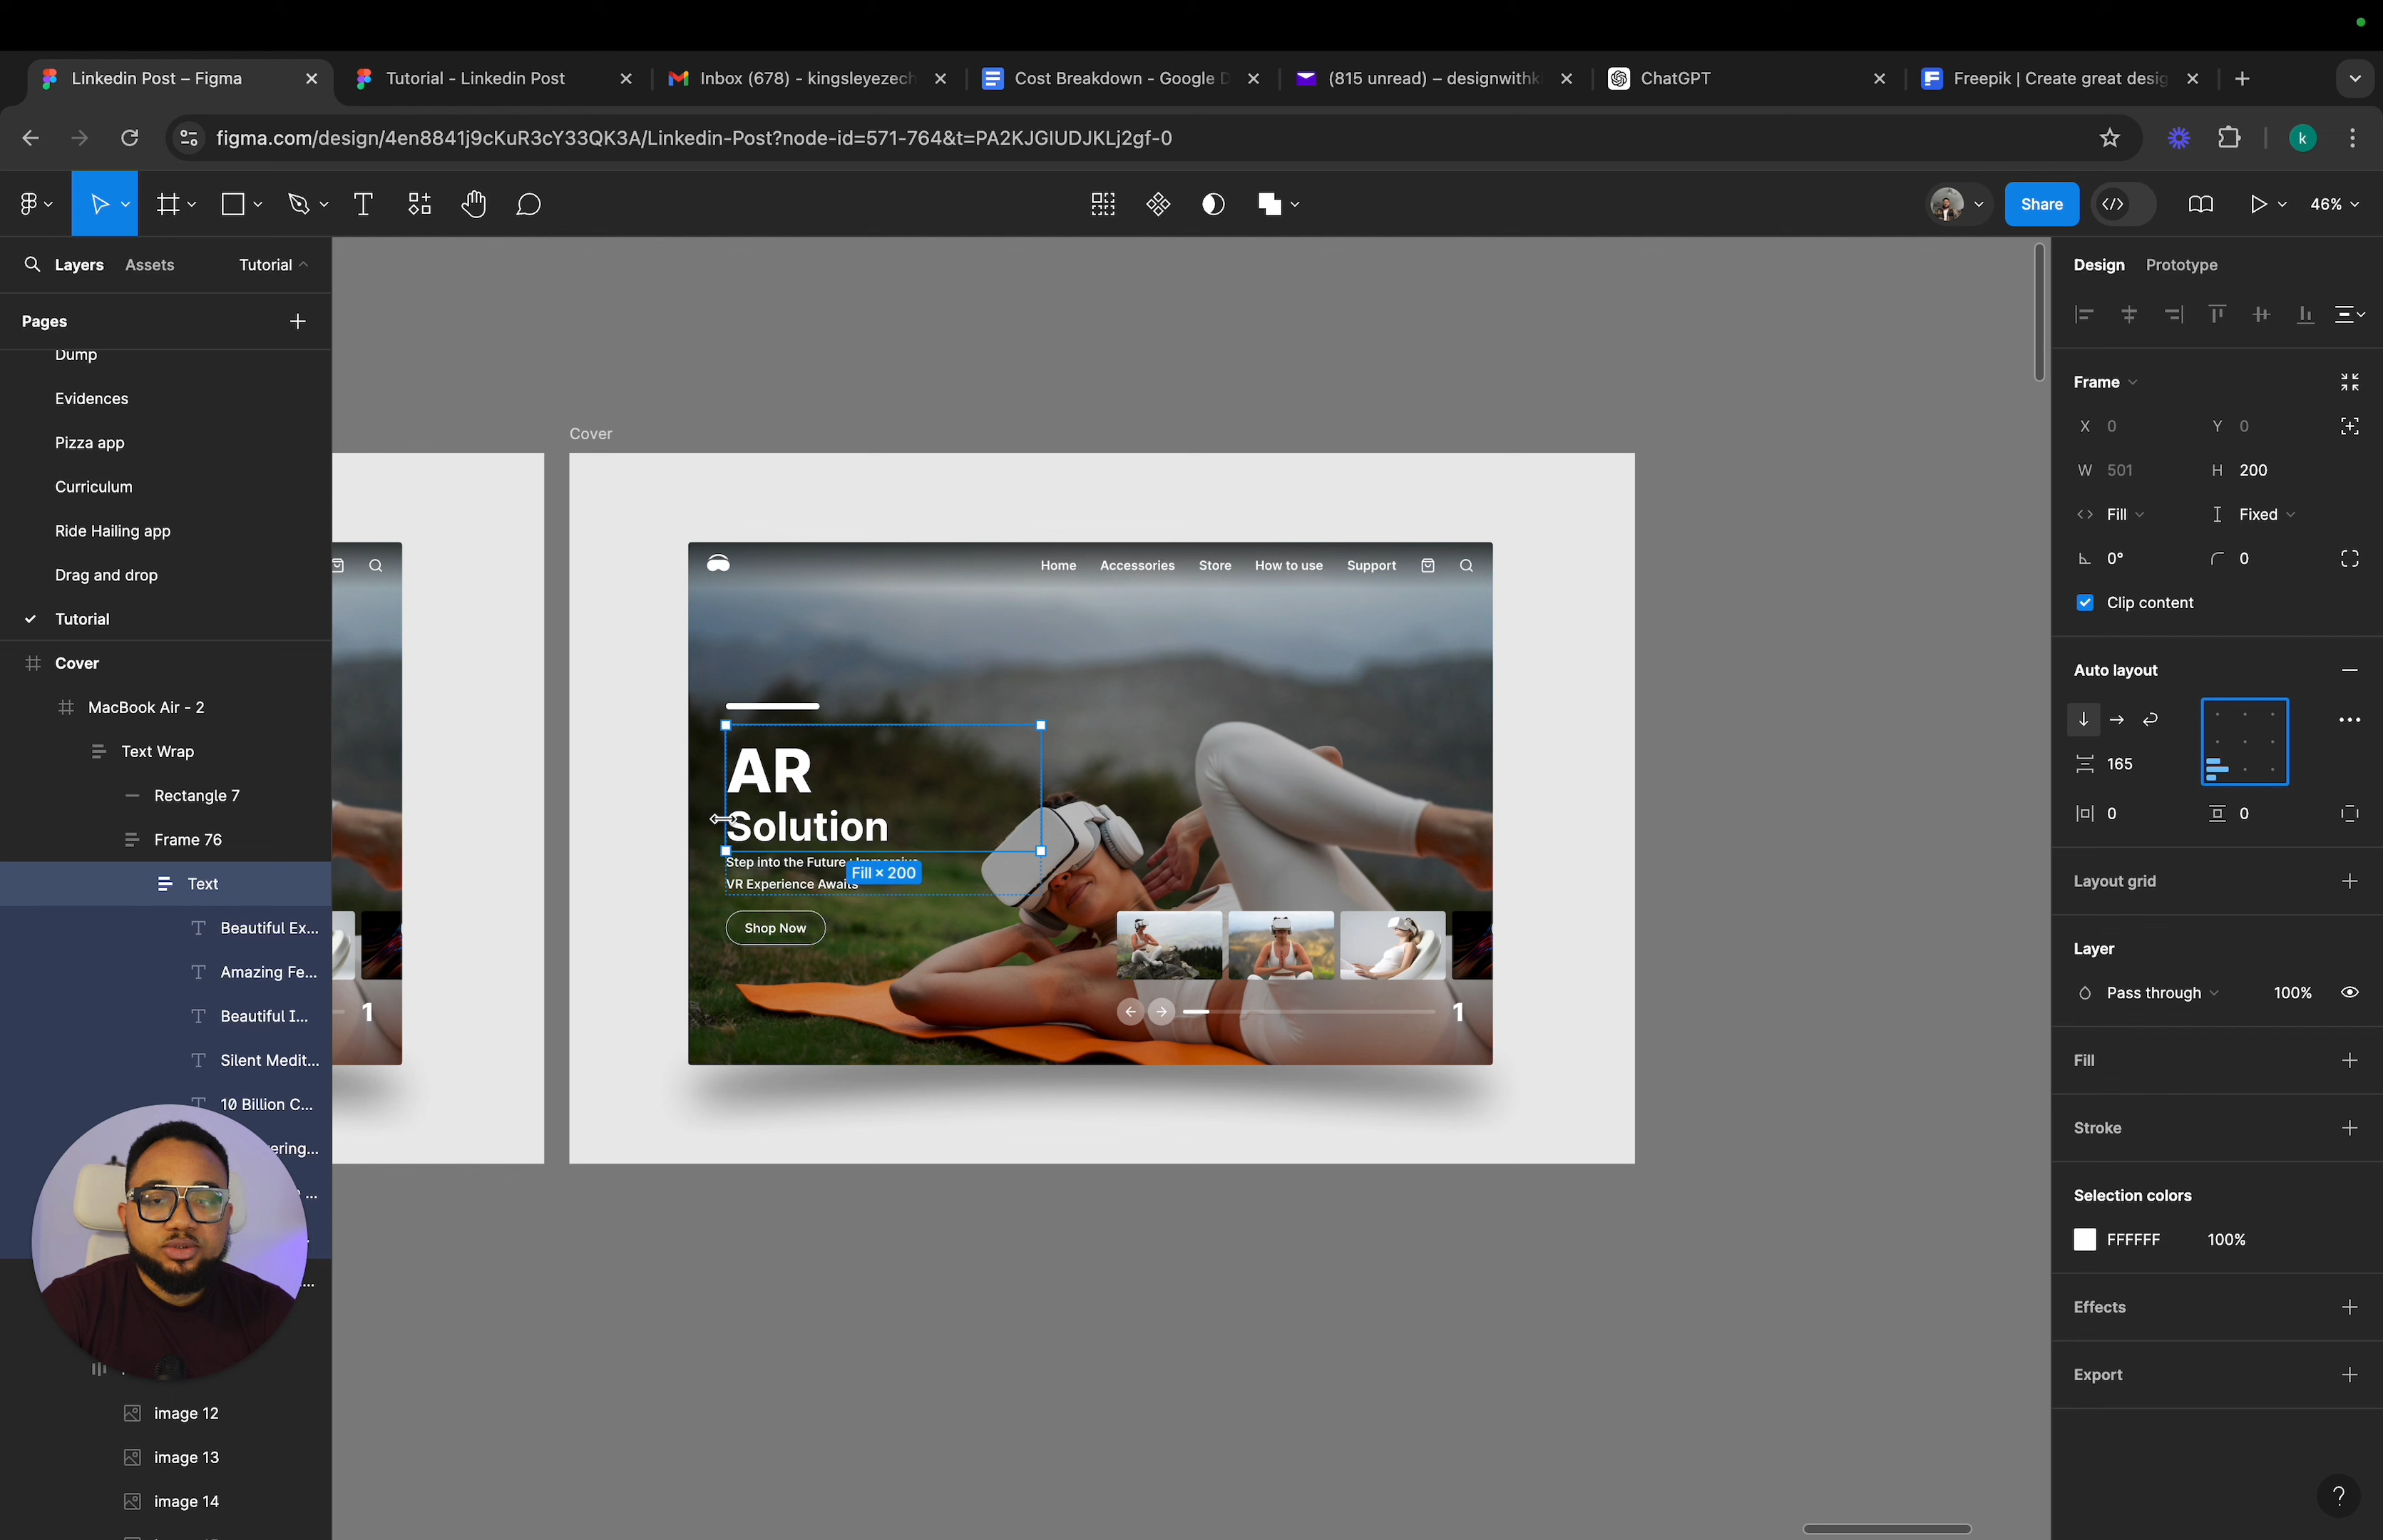 Linkedin Post – Figma
Tutorial - Linkedin Post
Inbox (678) - kingsleyezech
Cost Breakdown - Google D
(815 unread) – designwithki
ChatGPT
Freepik | Create great desig
figma.com/design/4en8841j9cKuR3cY33QK3A/Linkedin-Post?node-id=571-764&t=PA2KJGIUDJKLj2gf-0
k
Share
46%
Layers
Assets
Tutorial
Pages
Dump
Evidences
Pizza app
Curriculum
Ride Hailing app
Drag and drop
Tutorial
Cover
MacBook Air - 2
Text Wrap
Rectangle 7
Frame 76
Text
Beautiful Ex...
Amazing Fe...
Beautiful I...
Silent Medit...
10 Billion C...
ering...
image 12
image 13
image 14
1
Cover
Home
Accessories
Store
How to use
Support
AR
Solution
Step into the Future
VR Experience Awaits
Fill × 200
Shop Now
1
Design
Prototype
Frame
X 0
Y 0
W 501
H 200
Fill
Fixed
0°
0
Clip content
Auto layout
165
0
0
Layout grid
Layer
Pass through
100%
Fill
Stroke
Selection colors
FFFFFF
100%
Effects
Export
?